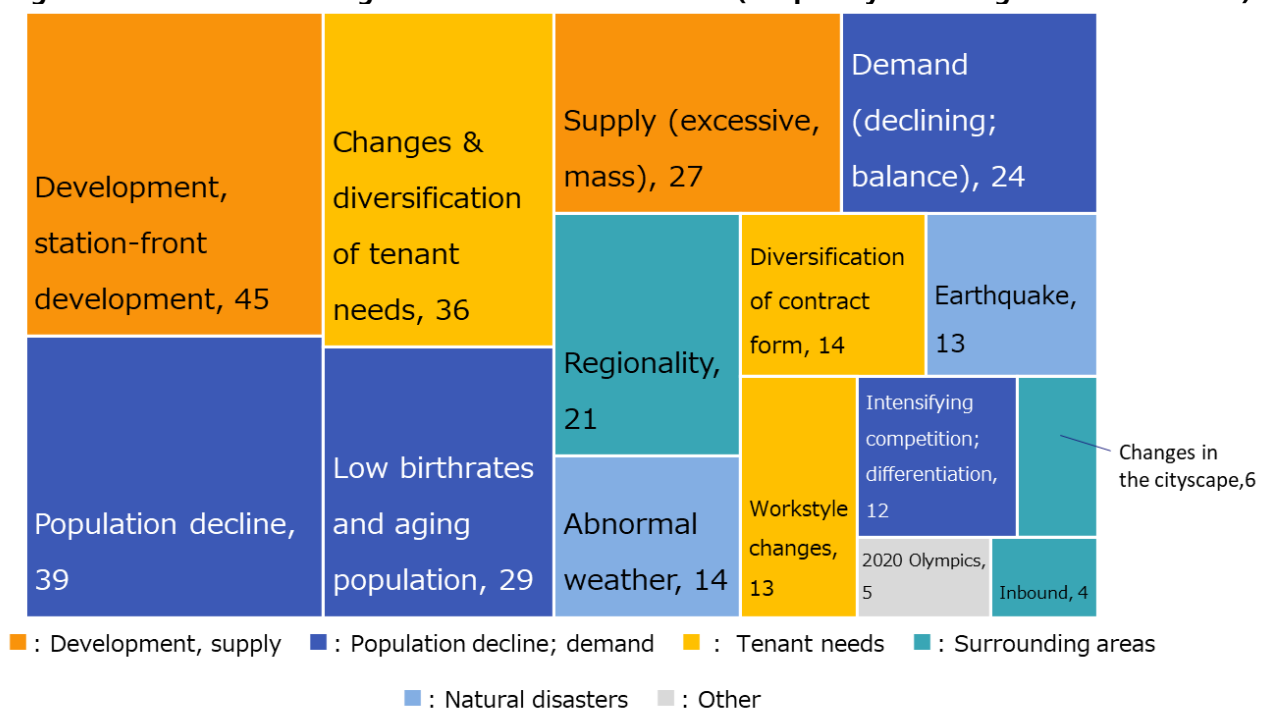 Development,
station-front
development, 45
Changes &
diversification
of tenant
needs, 36
Supply (excessive,
mass), 27
Demand
(declining;
balance), 24
Population decline,
39
Low birthrates
and aging
population, 29
Regionality,
21
Abnormal
weather, 14
Diversification
of contract
form, 14
Earthquake,
13
Workstyle
changes,
13
Intensifying
competition;
differentiation,
12
Changes in
the cityscape,6
2020 Olympics,
5
Inbound, 4
: Development, supply : Population decline; demand : Tenant needs : Surrounding areas
: Natural disasters : Other